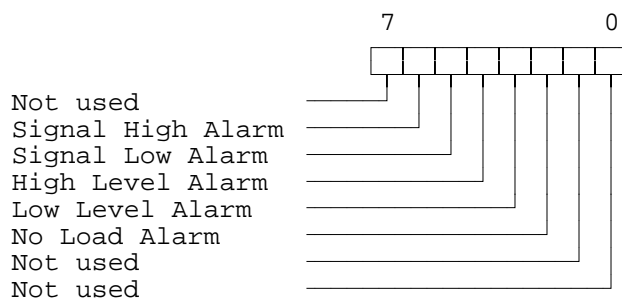 7 0
Not used
Signal High Alarm
Signal Low Alarm
High Level Alarm
Low Level Alarm
No Load Alarm
Not used
Not used